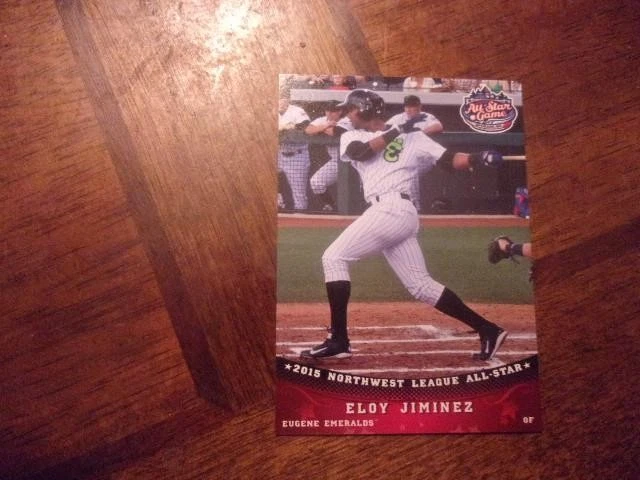 All-Star
Game
★2015 NORTHWEST LEAGUE ALL-STAR★
ELOY JIMINEZ
EUGENE EMERALDS
OF